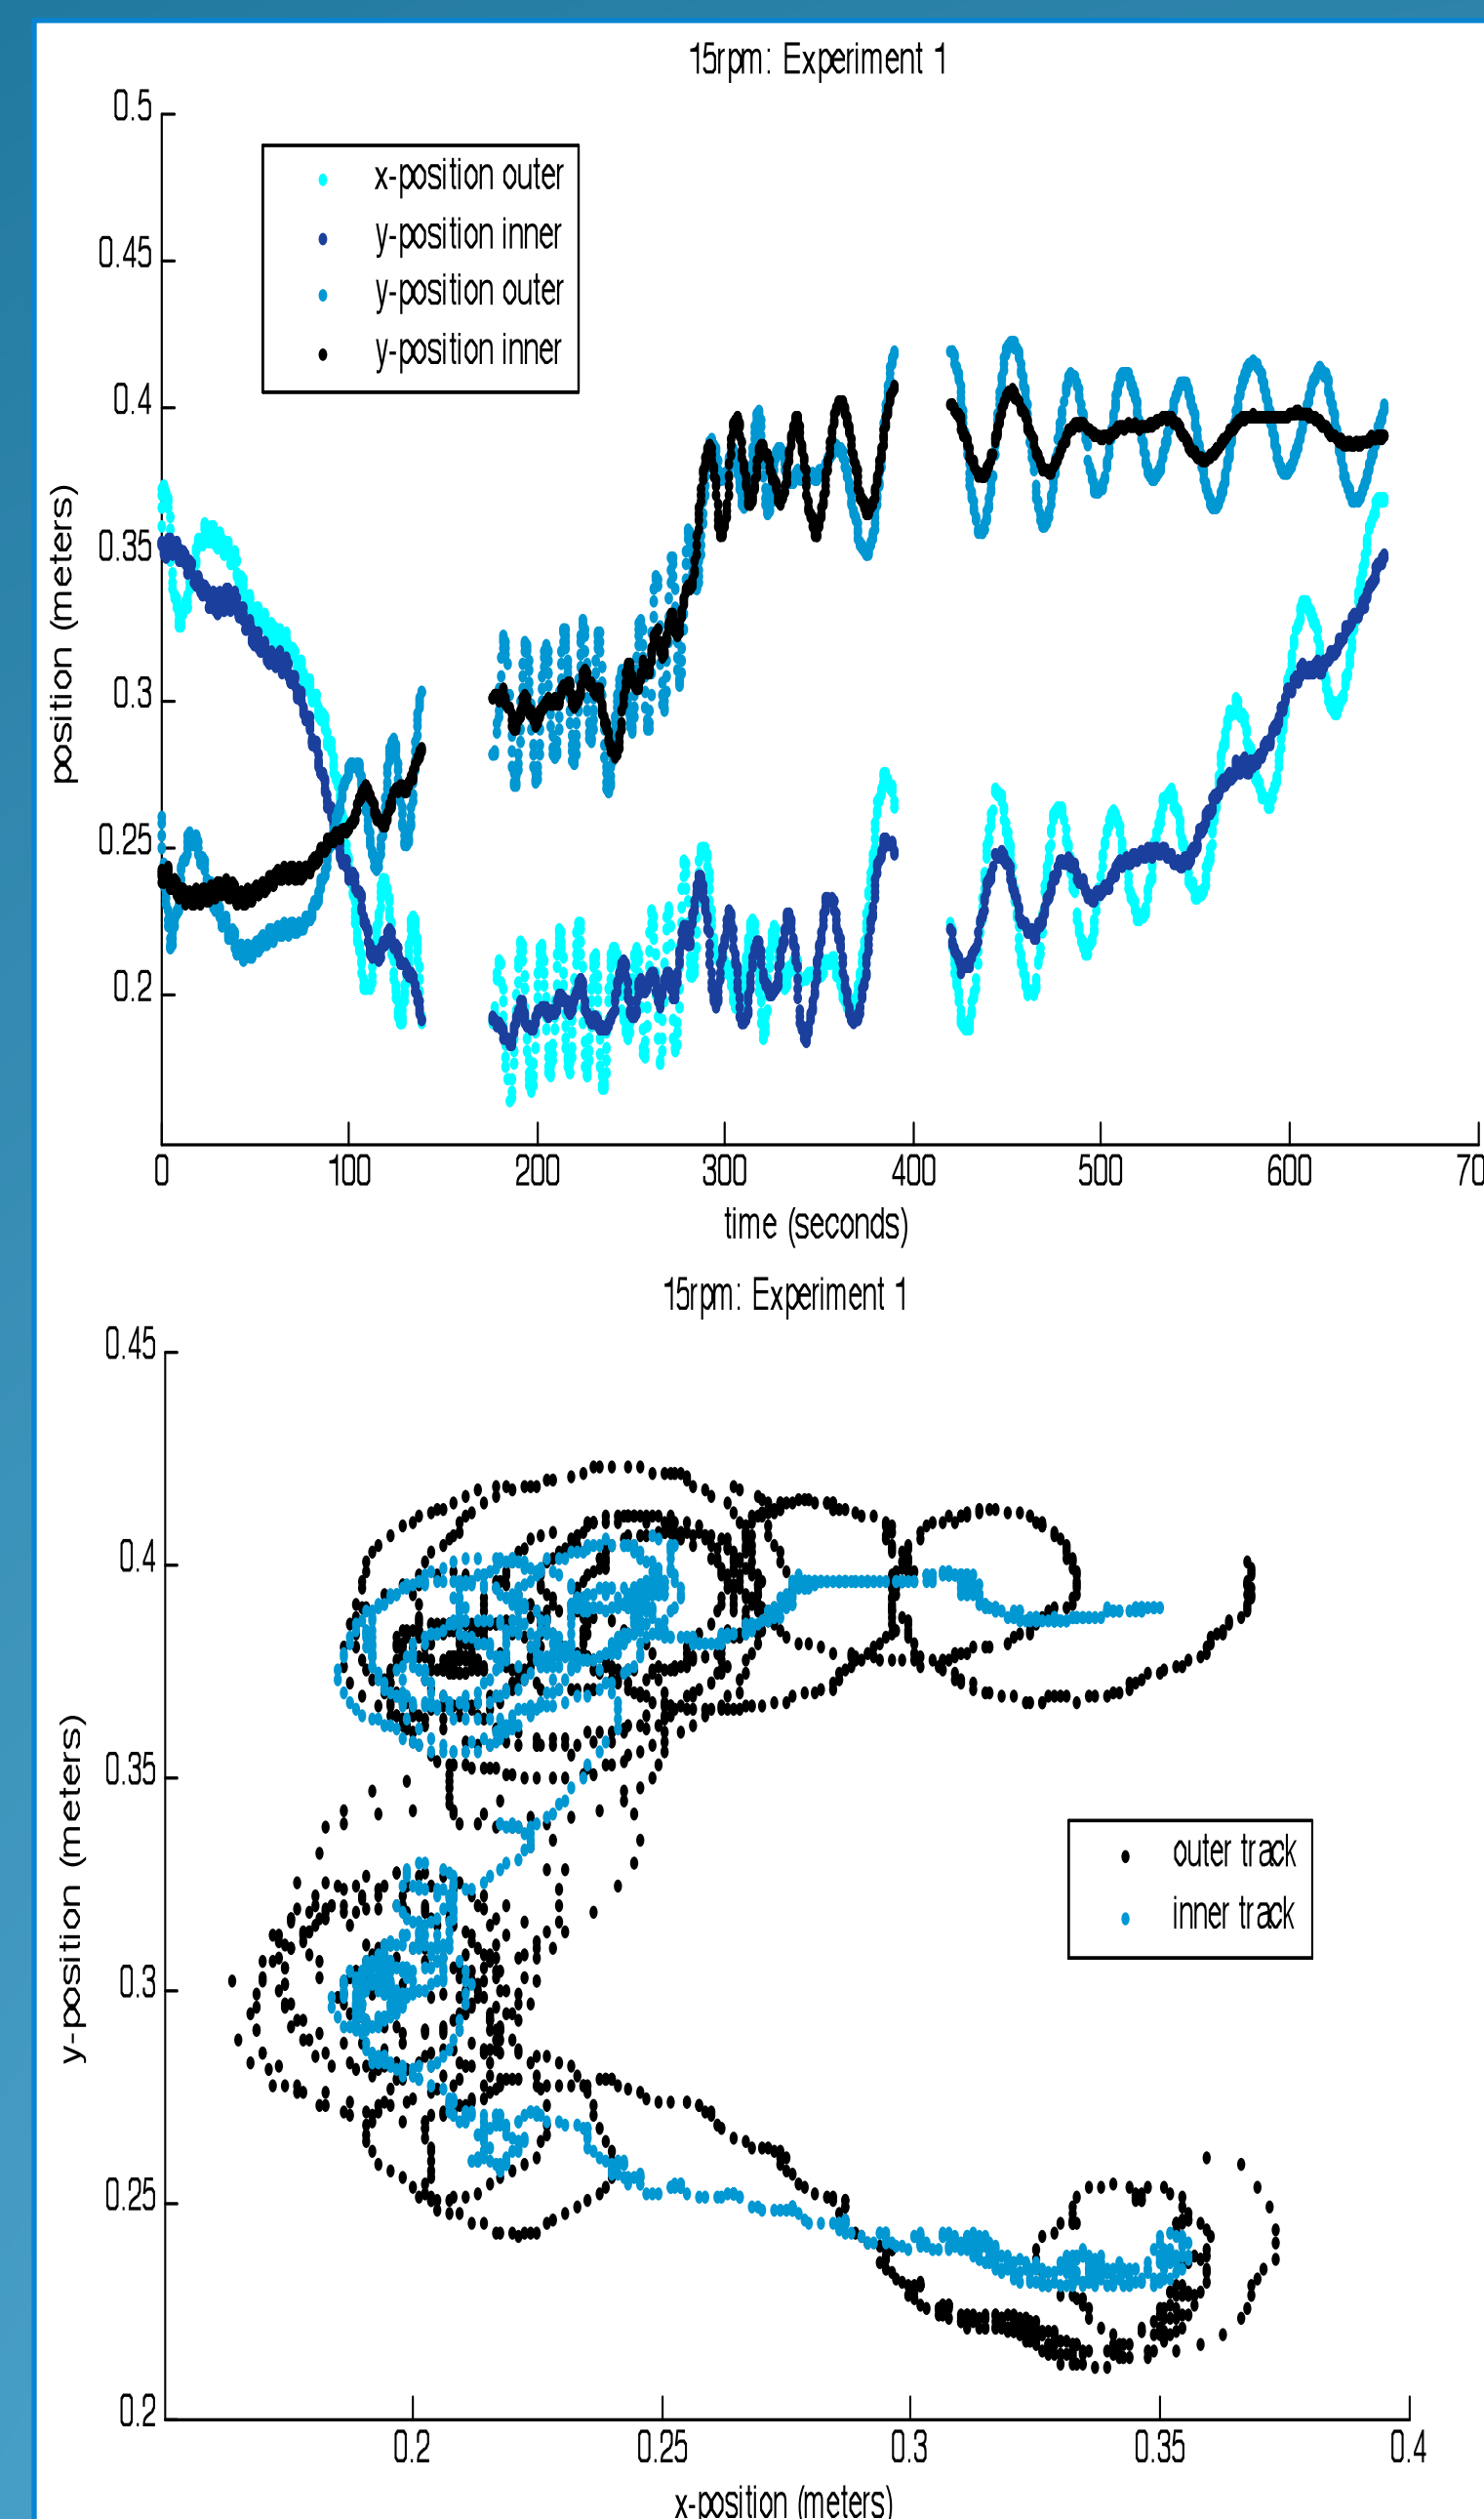 15rpm: Experiment 1
0.5
x-position outer
y-position inner
y-position outer
y-position inner
0.45
0.4
0.35
0.3
0.25
0.2
position (meters)
0 100 200 300 400 500 600 70
time (seconds)
15rpm: Experiment 1
0.45
0.4
0.35
0.3
0.25
0.2
y-position (meters)
outer track
inner track
0.2 0.25 0.3 0.35 0.4
x-position (meters)